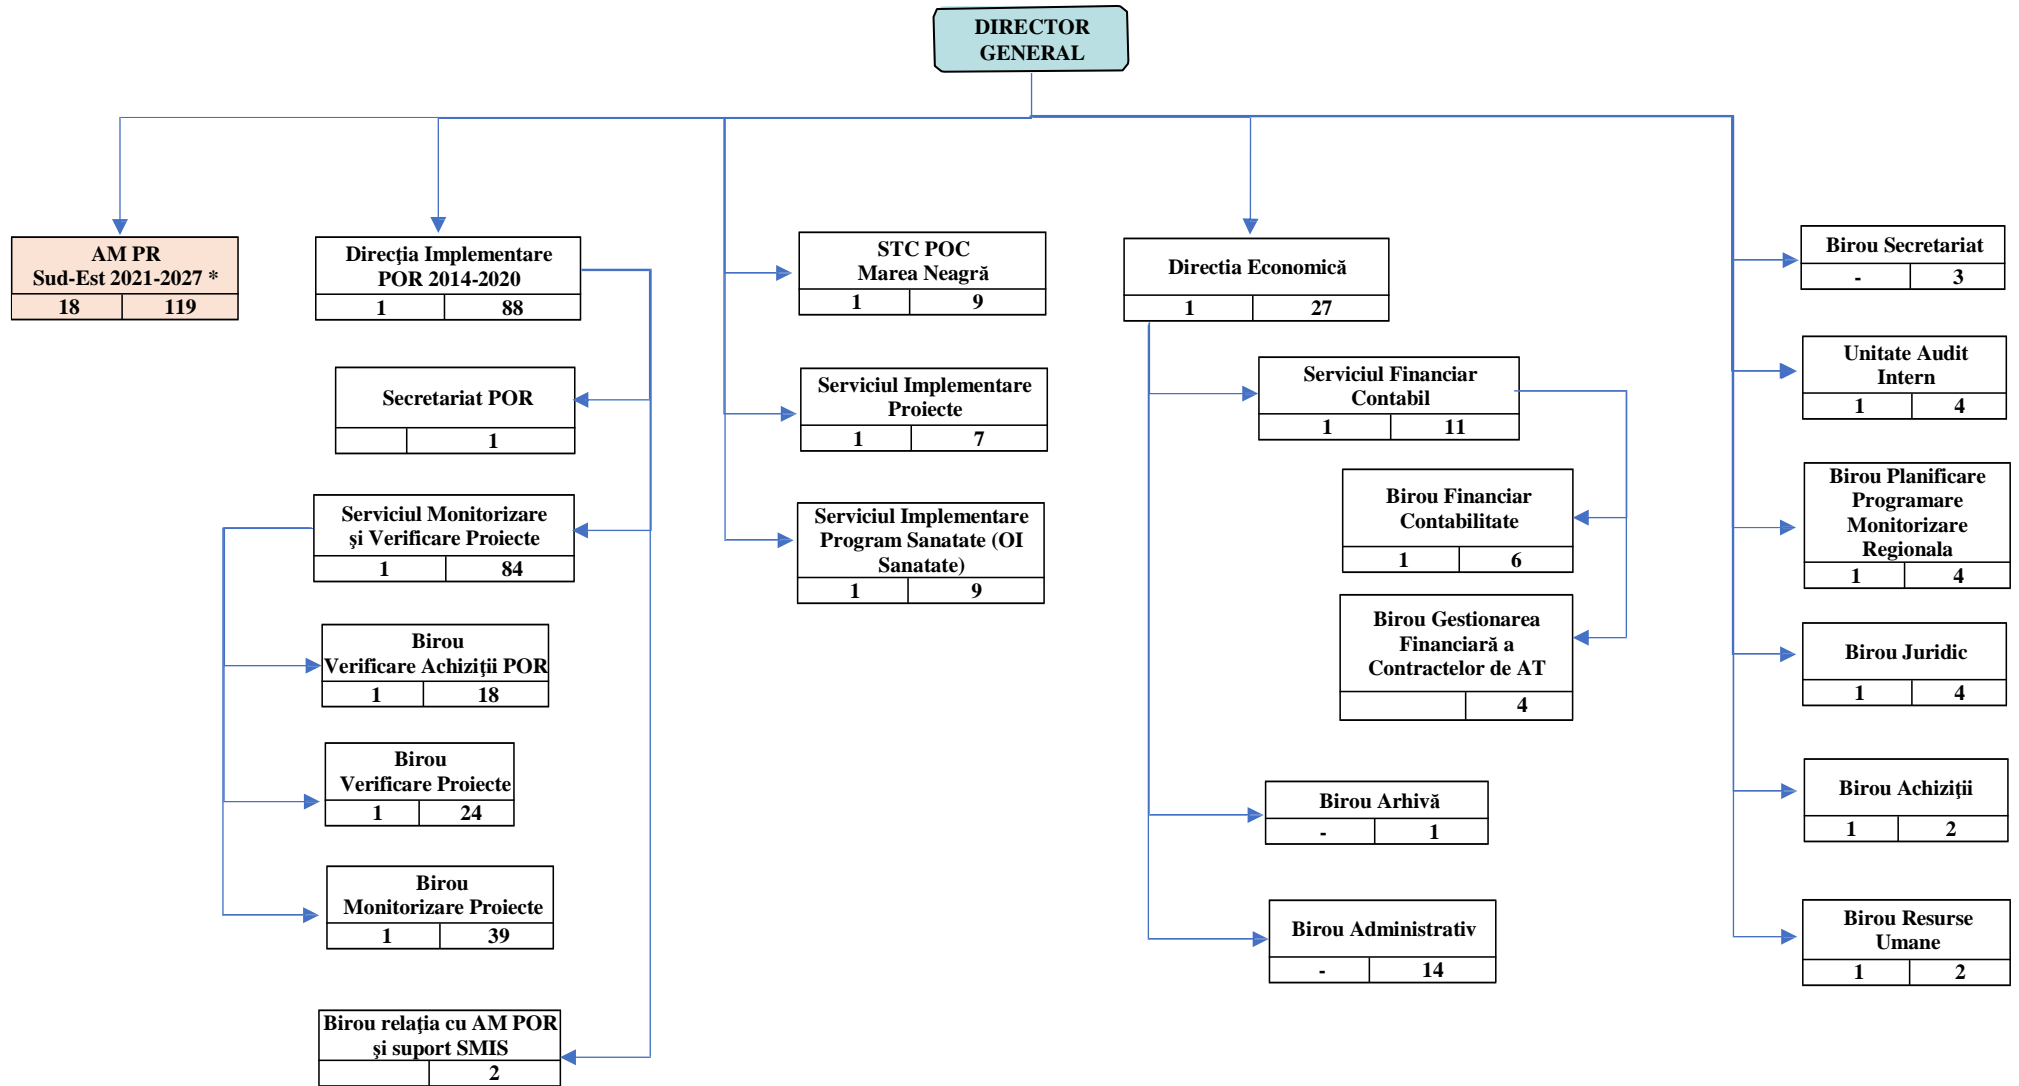 DIRECTOR
GENERAL
AM PR
Sud-Est 2021-2027 *
18 119
Direcţia Implementare
POR 2014-2020
1 88
Secretariat POR
1
Serviciul Monitorizare
şi Verificare Proiecte
1 84
Birou
Verificare Achiziţii POR
1 18
Birou
Verificare Proiecte
1 24
Birou
Monitorizare Proiecte
1 39
Birou relaţia cu AM POR
şi suport SMIS
2
STC POC
Marea Neagră
1 9
Serviciul Implementare
Proiecte
1 7
Serviciul Implementare
Program Sanatate (OI
Sanatate)
1 9
Directia Economică
1 27
Serviciul Financiar
Contabil
1 11
Birou Financiar
Contabilitate
1 6
Birou Gestionarea
Financiară a
Contractelor de AT
4
Birou Arhivă
- 1
Birou Administrativ
- 14
Birou Secretariat
- 3
Unitate Audit
Intern
1 4
Birou Planificare
Programare
Monitorizare
Regionala
1 4
Birou Juridic
1 4
Birou Achiziţii
1 2
Birou Resurse
Umane
1 2